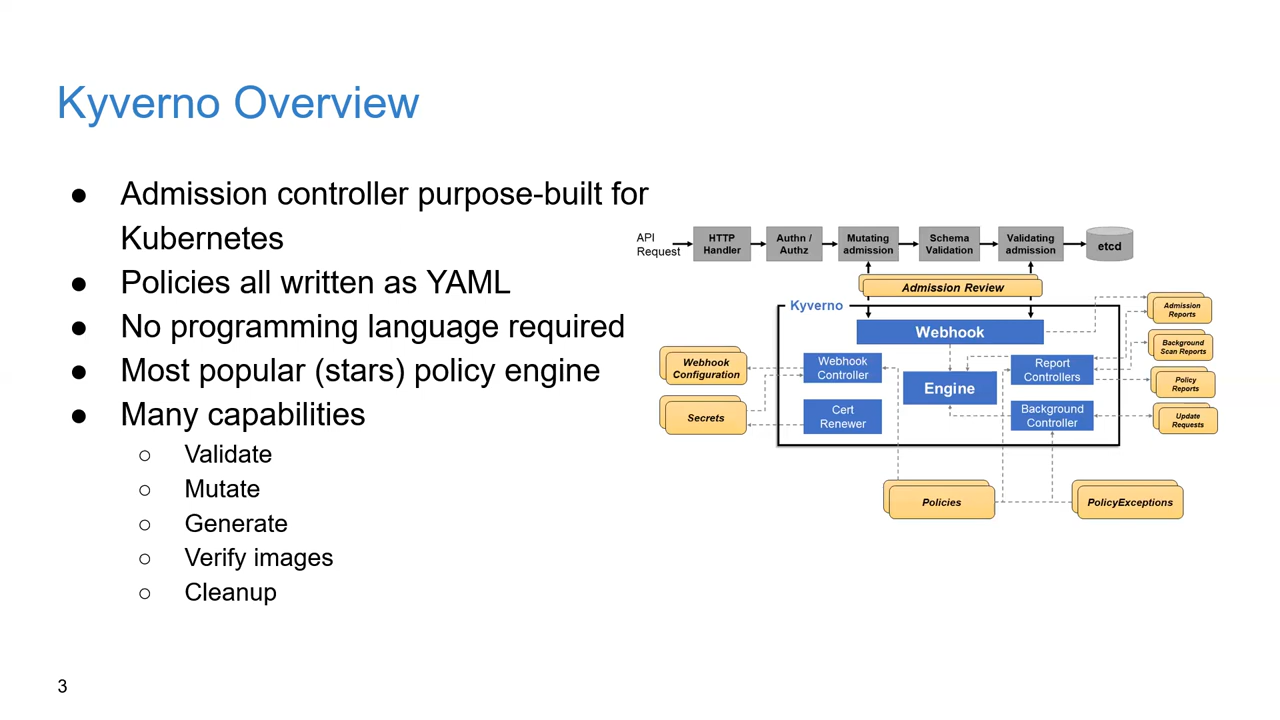 Kyverno Overview
● Admission controller purpose-built for
Kubernetes
● Policies all written as YAML
● No programming language required
● Most popular (stars) policy engine
● Many capabilities
○ Validate
○ Mutate
○ Generate
○ Verify images
○ Cleanup
API
Request
HTTP
Handler
Authn /
Authz
Mutating
admission
Schema
Validation
Validating
admission
etcd
Admission Review
Kyverno
Webhook
Webhook
Controller
Engine
Report
Controllers
Cert
Renewer
Background
Controller
Webhook
Configuration
Secrets
Admission
Reports
Background
Scan Reports
Policy
Reports
Update
Requests
Policies
PolicyExceptions
3